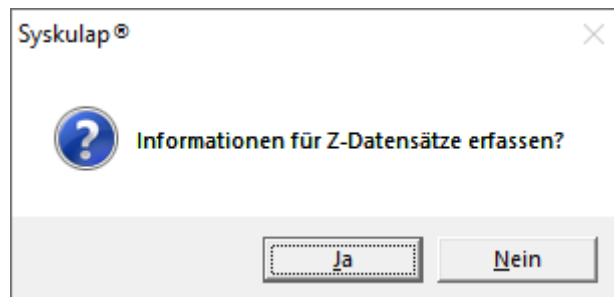 Syskulap®
Informationen für Z-Datensätze erfassen?
Ja
Nein